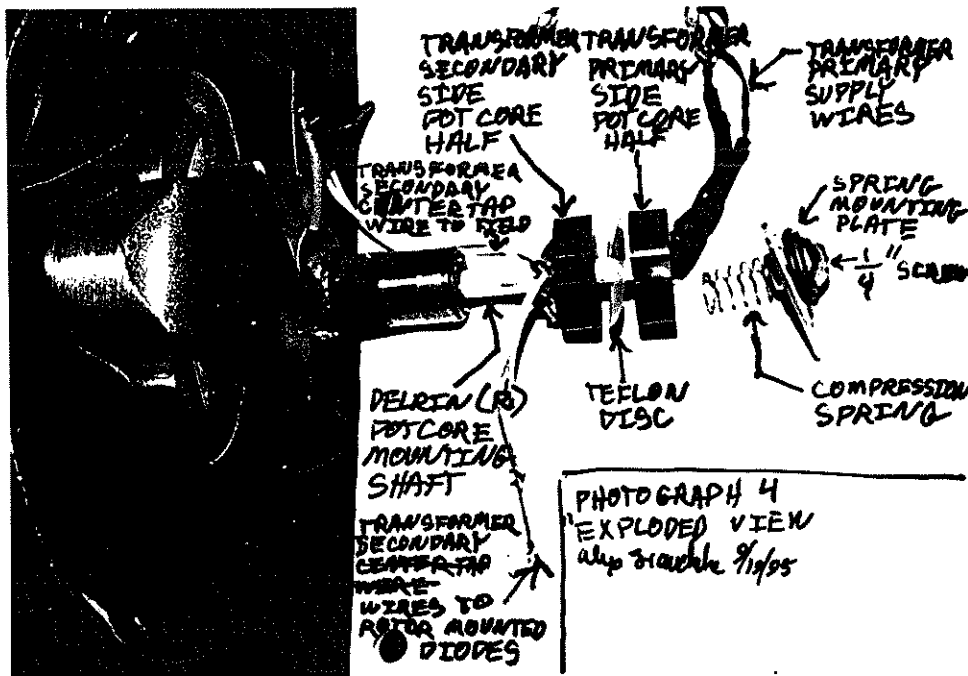 TRANSFORMER
SECONDARY
SIDE
POT CORE
HALF
TRANSFORMER
PRIMARY
SIDE
POT CORE
HALF
TRANSFORMER
PRIMARY
SUPPLY
WIRES
TRANSFORMER
SECONDARY
CENTER TAP
WIRE TO FIELD
SPRING
MOUNTING
PLATE
1/4" SCREW
DELRIN (R)
POTCORE
MOUNTING
SHAFT
TEFLON
DISC
COMPRESSION
SPRING
TRANSFORMER
SECONDARY
CENTER TAP
WIRE
WIRES TO
ROTOR MOUNTED
DIODES
PHOTOGRAPH 4
EXPLODED VIEW